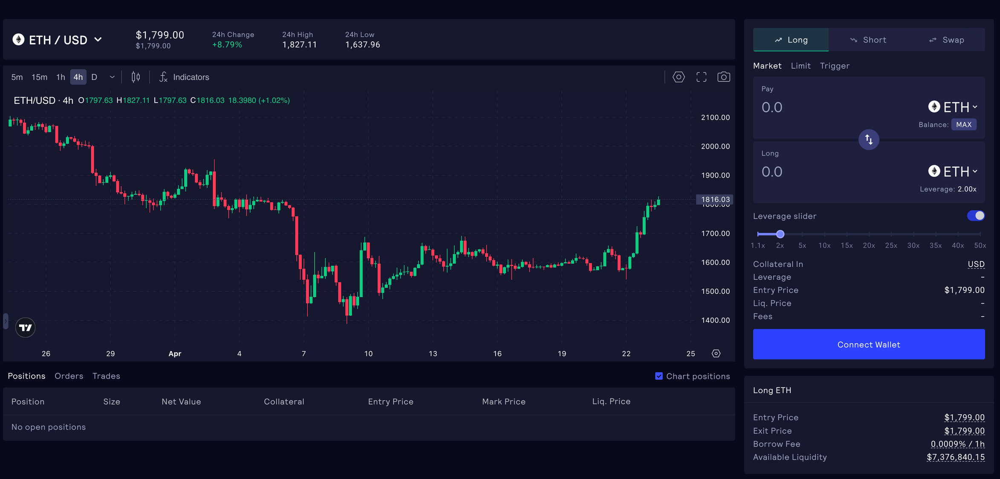 ETH / USD
$1,799.00
$1,799.00
24h Change
+8.79%
24h High
1,827.11
24h Low
1,637.96
5m 15m 1h 4h D
Indicators
ETH/USD · 4h O1797.63 H1827.11 L1797.63 C1816.03 18.3980 (+1.02%)
2100.00
2000.00
1900.00
1816.03
1800.00
1700.00
1600.00
1500.00
1400.00
26 29 Apr 4 7 10 13 16 19 22 25
Positions Orders Trades
Chart positions
Position Size Net Value Collateral Entry Price Mark Price Liq. Price
No open positions
Long Short Swap
Market Limit Trigger
Pay
0.0 ETH
Balance: MAX
Long
0.0 ETH
Leverage: 2.00x
Leverage slider
1.1x 2x 5x 10x 15x 20x 25x 30x 35x 40x 50x
Collateral In USD
Leverage -
Entry Price $1,799.00
Liq. Price -
Fees -
Connect Wallet
Long ETH
Entry Price $1,799.00
Exit Price $1,799.00
Borrow Fee 0.0009% / 1h
Available Liquidity $7,376,840.15